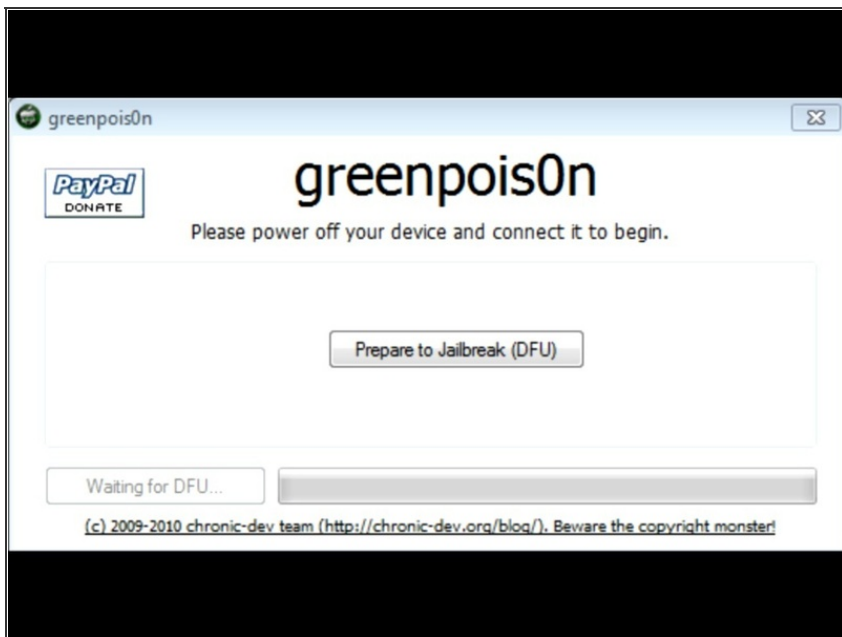 greenpois0n
PayPal
DONATE
greenpois0n
Please power off your device and connect it to begin.
Prepare to Jailbreak (DFU)
Waiting for DFU...
(c) 2009-2010 chronic-dev team (http://chronic-dev.org/blog/). Beware the copyright monster!